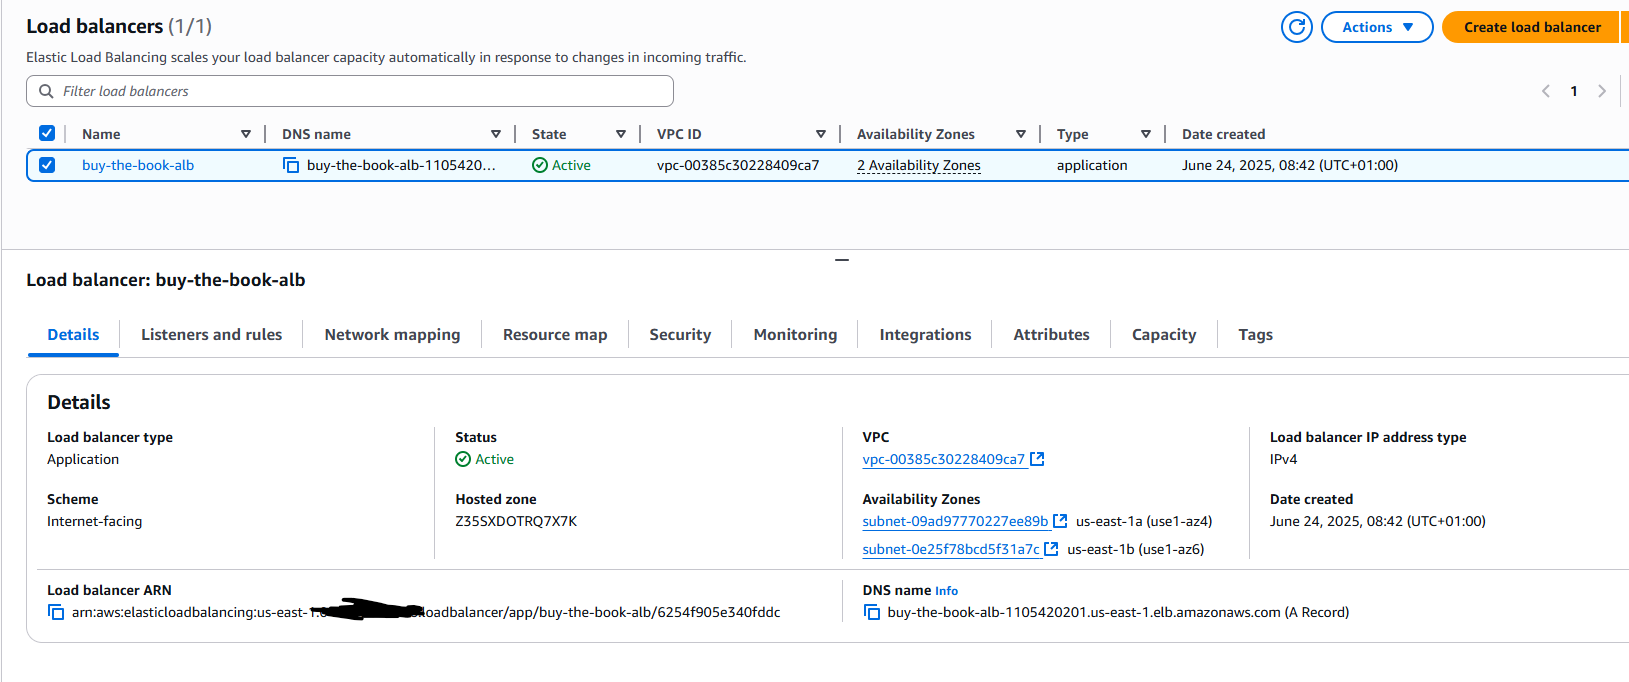 Load balancers (1/1)
Actions
Create load balancer
Elastic Load Balancing scales your load balancer capacity automatically in response to changes in incoming traffic.
Filter load balancers
1
Name DNS name State VPC ID Availability Zones Type Date created
buy-the-book-alb buy-the-book-alb-1105420... Active vpc-00385c30228409ca7 2 Availability Zones application June 24, 2025, 08:42 (UTC+01:00)
Load balancer: buy-the-book-alb
Details Listeners and rules Network mapping Resource map Security Monitoring Integrations Attributes Capacity Tags
Details
Load balancer type Status VPC Load balancer IP address type
Application Active vpc-00385c30228409ca7 IPv4
Scheme Hosted zone Availability Zones Date created
Internet-facing Z35SXDOTRQ7X7K subnet-09ad97770227ee89b us-east-1a (use1-az4) June 24, 2025, 08:42 (UTC+01:00)
subnet-0e25f78bcd5f31a7c us-east-1b (use1-az6)
Load balancer ARN DNS name Info
arn:aws:elasticloadbalancing:us-east-1: loadbalancer/app/buy-the-book-alb/6254f905e340fddc buy-the-book-alb-1105420201.us-east-1.elb.amazonaws.com (A Record)